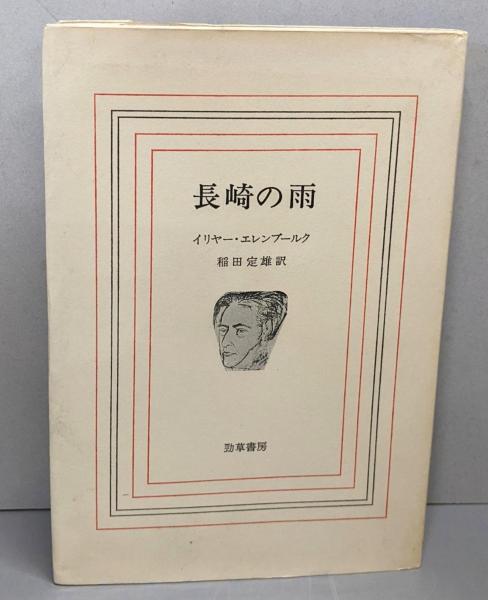 長崎の雨
イリヤー・エレンブールク
稲田定雄訳
勁草書房